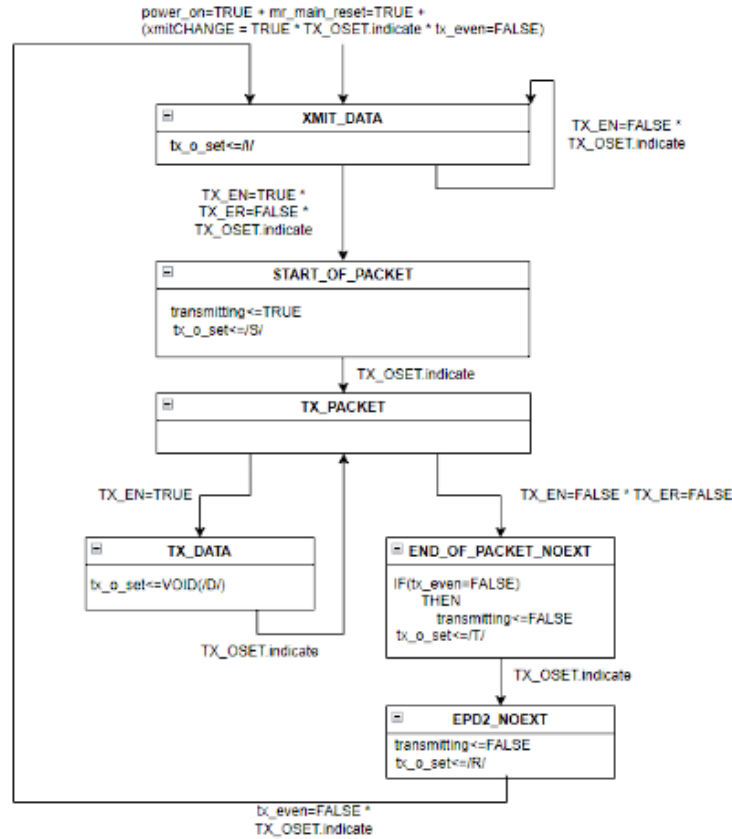 power_on=TRUE + mr_main_reset=TRUE +
(xmitCHANGE = TRUE * TX_OSET.indicate * tx_even=FALSE)
XMIT_DATA
tx_o_set<=/I/
TX_EN=FALSE *
TX_OSET.indicate
TX_EN=TRUE *
TX_ER=FALSE *
TX_OSET.indicate
START_OF_PACKET
transmitting<=TRUE
tx_o_set<=/S/
TX_OSET.indicate
TX_PACKET
TX_EN=TRUE
TX_EN=FALSE * TX_ER=FALSE
TX_DATA
tx_o_set<=VOID(/D/)
TX_OSET.indicate
END_OF_PACKET_NOEXT
IF(tx_even=FALSE)
THEN
transmitting<=FALSE
tx_o_set<=/T/
TX_OSET.indicate
EPD2_NOEXT
transmitting<=FALSE
tx_o_set<=/R/
tx_even=FALSE *
TX_OSET.indicate